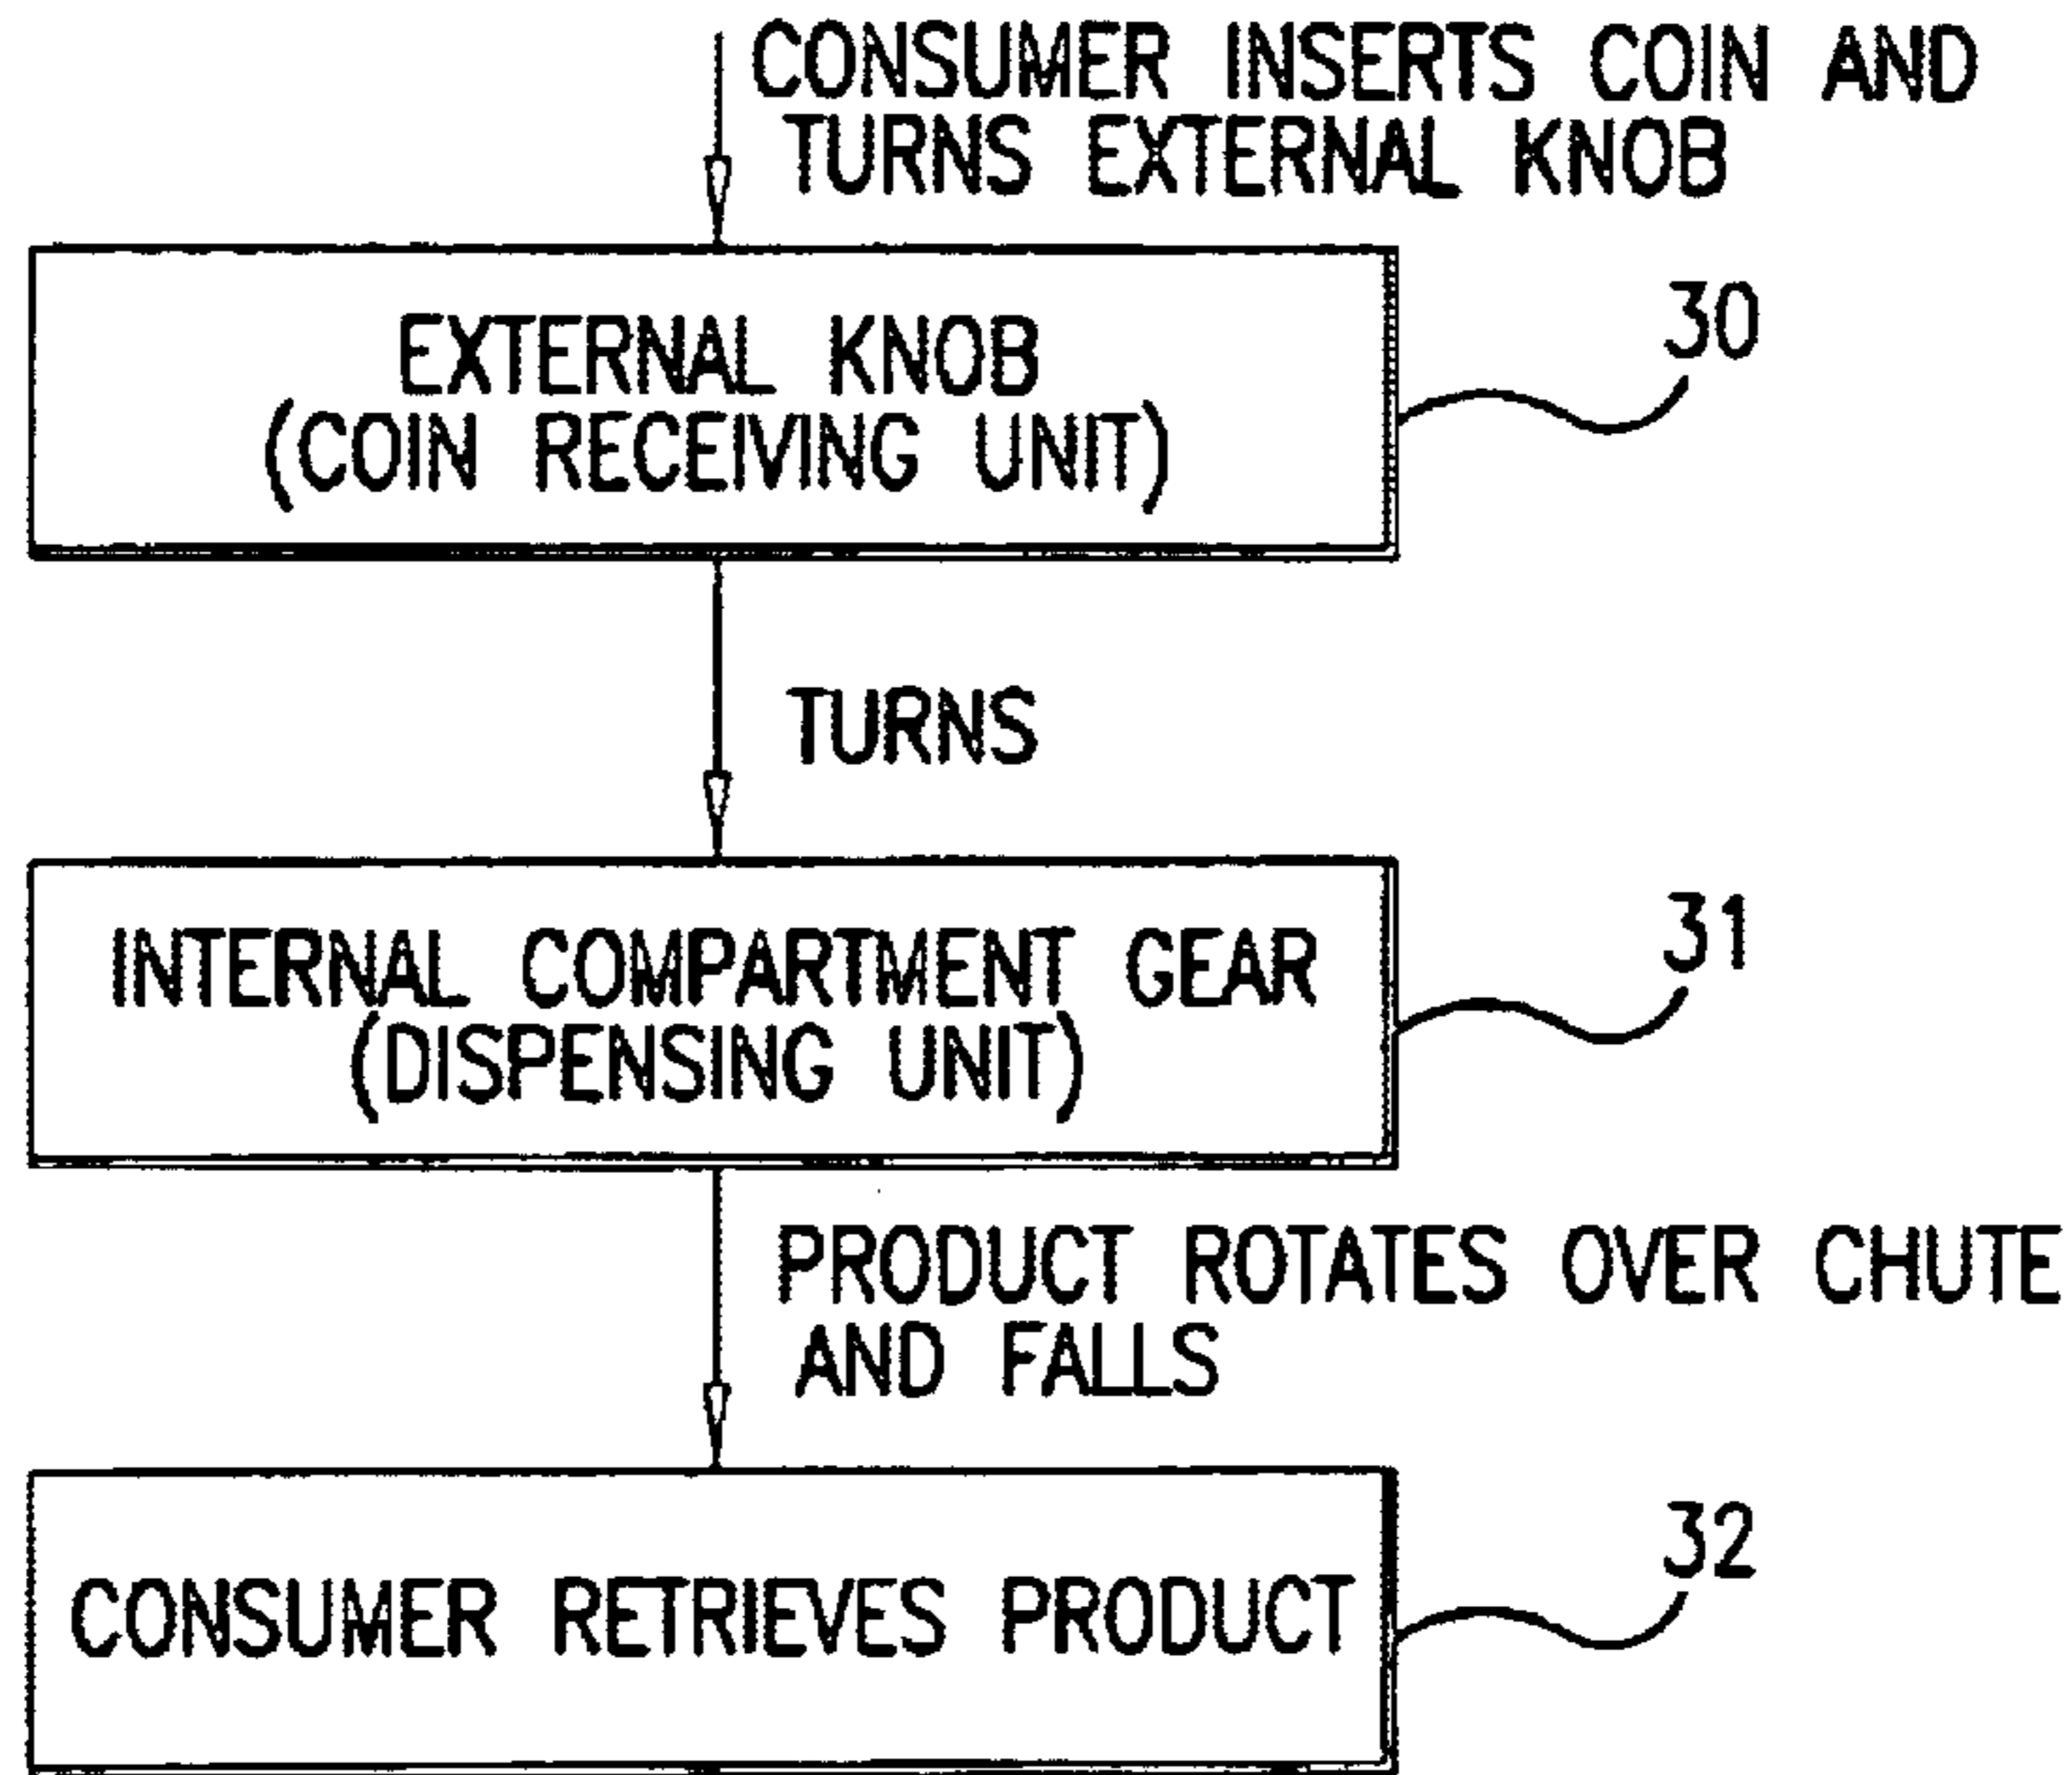 CONSUMER INSERTS COIN AND
TURNS EXTERNAL KNOB
EXTERNAL KNOB
(COIN RECEIVING UNIT)
30
TURNS
INTERNAL COMPARTMENT GEAR
(DISPENSING UNIT)
31
PRODUCT ROTATES OVER CHUTE
AND FALLS
CONSUMER RETRIEVES PRODUCT
32